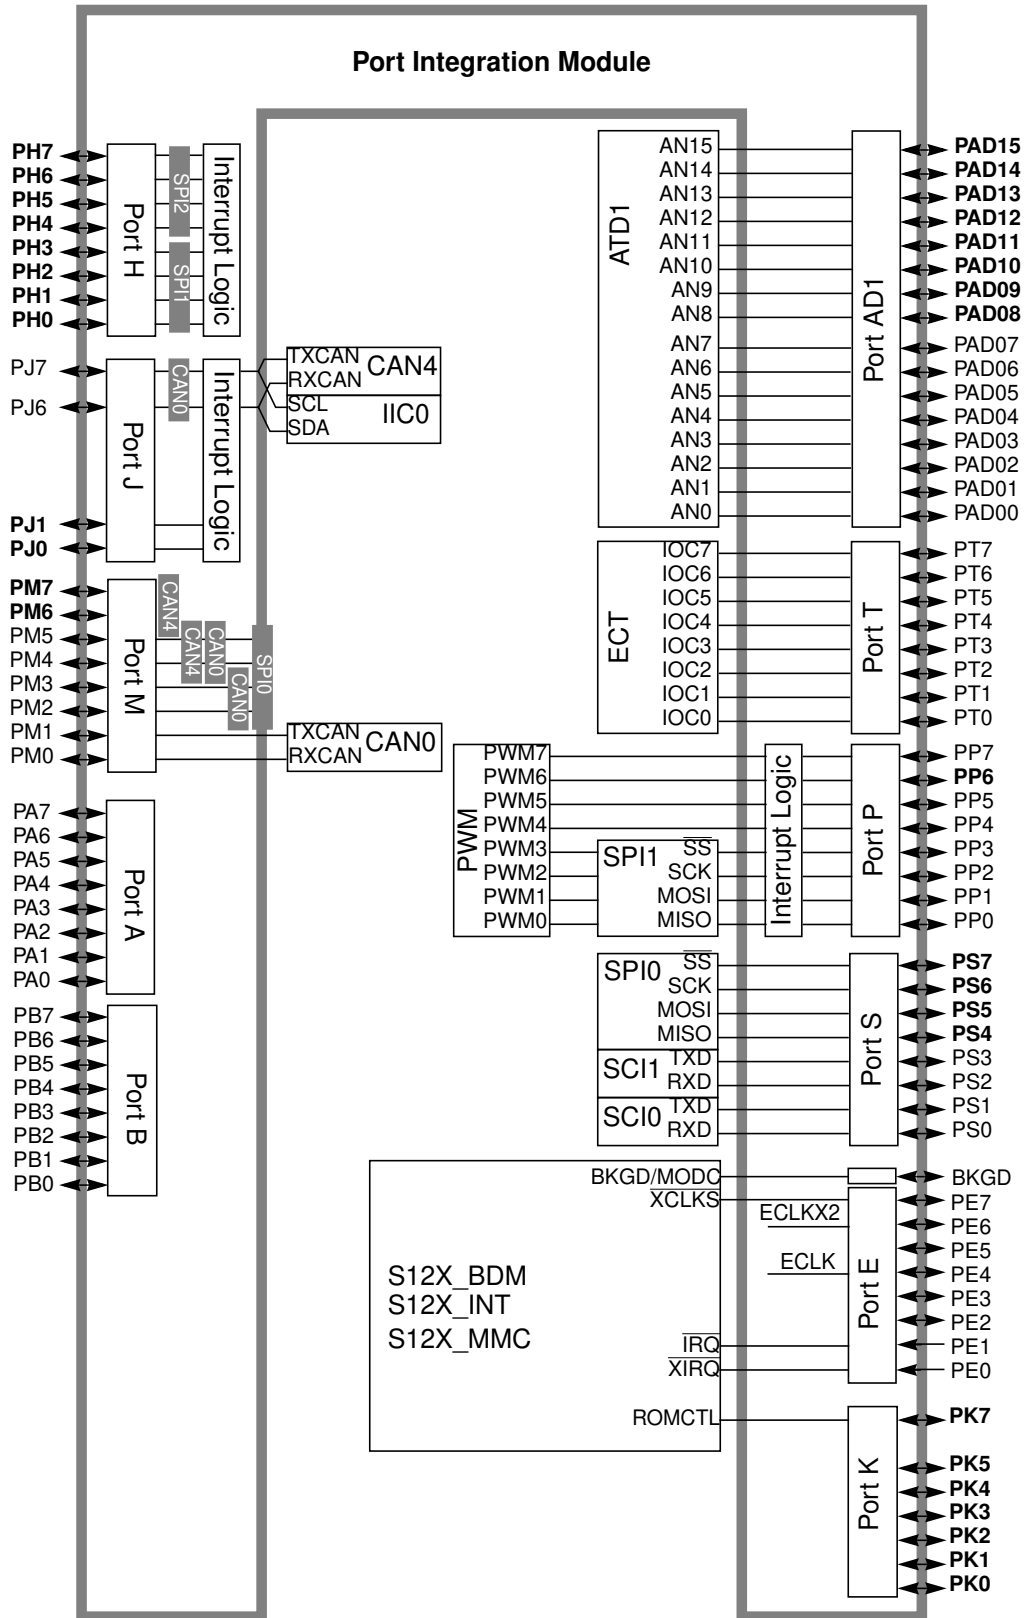 Port Integration Module
PH7
PH6
PH5
PH4
PH3
PH2
PH1
PH0
Port H
SPI2
SPI1
Interrupt Logic
PJ7
PJ6
PJ1
PJ0
Port J
CAN0
Interrupt Logic
TXCAN
RXCAN
CAN4
SCL
SDA
IIC0
PM7
PM6
PM5
PM4
PM3
PM2
PM1
PM0
Port M
CAN4
CAN4
CAN0
CAN0
SPI0
TXCAN
RXCAN
CAN0
PA7
PA6
PA5
PA4
PA3
PA2
PA1
PA0
Port A
PB7
PB6
PB5
PB4
PB3
PB2
PB1
PB0
Port B
ATD1
AN15
AN14
AN13
AN12
AN11
AN10
AN9
AN8
AN7
AN6
AN5
AN4
AN3
AN2
AN1
AN0
Port AD1
PAD15
PAD14
PAD13
PAD12
PAD11
PAD10
PAD09
PAD08
PAD07
PAD06
PAD05
PAD04
PAD03
PAD02
PAD01
PAD00
ECT
IOC7
IOC6
IOC5
IOC4
IOC3
IOC2
IOC1
IOC0
Port T
PT7
PT6
PT5
PT4
PT3
PT2
PT1
PT0
PWM
PWM7
PWM6
PWM5
PWM4
PWM3
PWM2
PWM1
PWM0
SPI1
SS
SCK
MOSI
MISO
Interrupt Logic
Port P
PP7
PP6
PP5
PP4
PP3
PP2
PP1
PP0
SPI0
SS
SCK
MOSI
MISO
SCI1
TXD
RXD
SCI0
TXD
RXD
Port S
PS7
PS6
PS5
PS4
PS3
PS2
PS1
PS0
S12X_BDM
S12X_INT
S12X_MMC
BKGD/MODC
XCLKS
IRQ
XIRQ
ROMCTL
ECLKX2
ECLK
BKGD
Port E
PE7
PE6
PE5
PE4
PE3
PE2
PE1
PE0
Port K
PK7
PK5
PK4
PK3
PK2
PK1
PK0